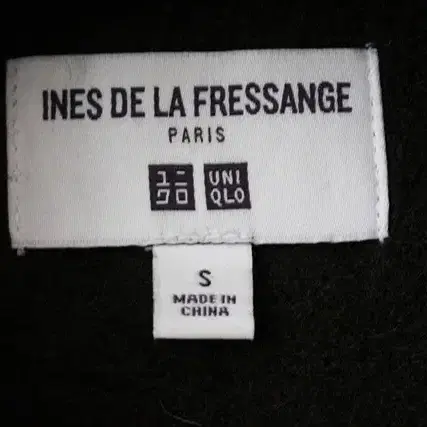 INES DE LA FRESSANGE
PARIS
ユニ UNI
クロ QLO
S
MADE IN
CHINA